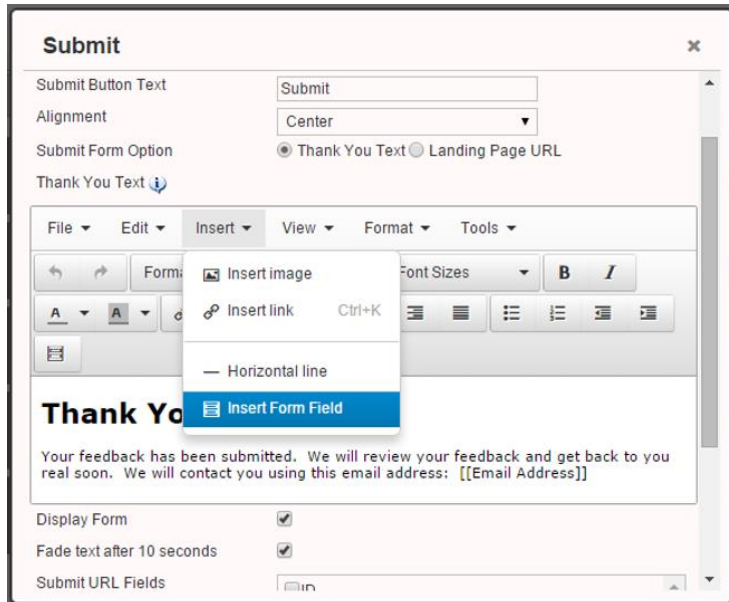 Submit
Submit Button Text Submit
Alignment Center
Submit Form Option Thank You Text Landing Page URL
Thank You Text
File Edit Insert View Format Tools
Insert image Font Sizes B I
A A Insert link Ctrl+K
Horizontal line
Insert Form Field
Thank
Your feedback has been submitted. We will review your feedback and get back to you
real soon. We will contact you using this email address: [[Email Address]]
Display Form
Fade text after 10 seconds
Submit URL Fields